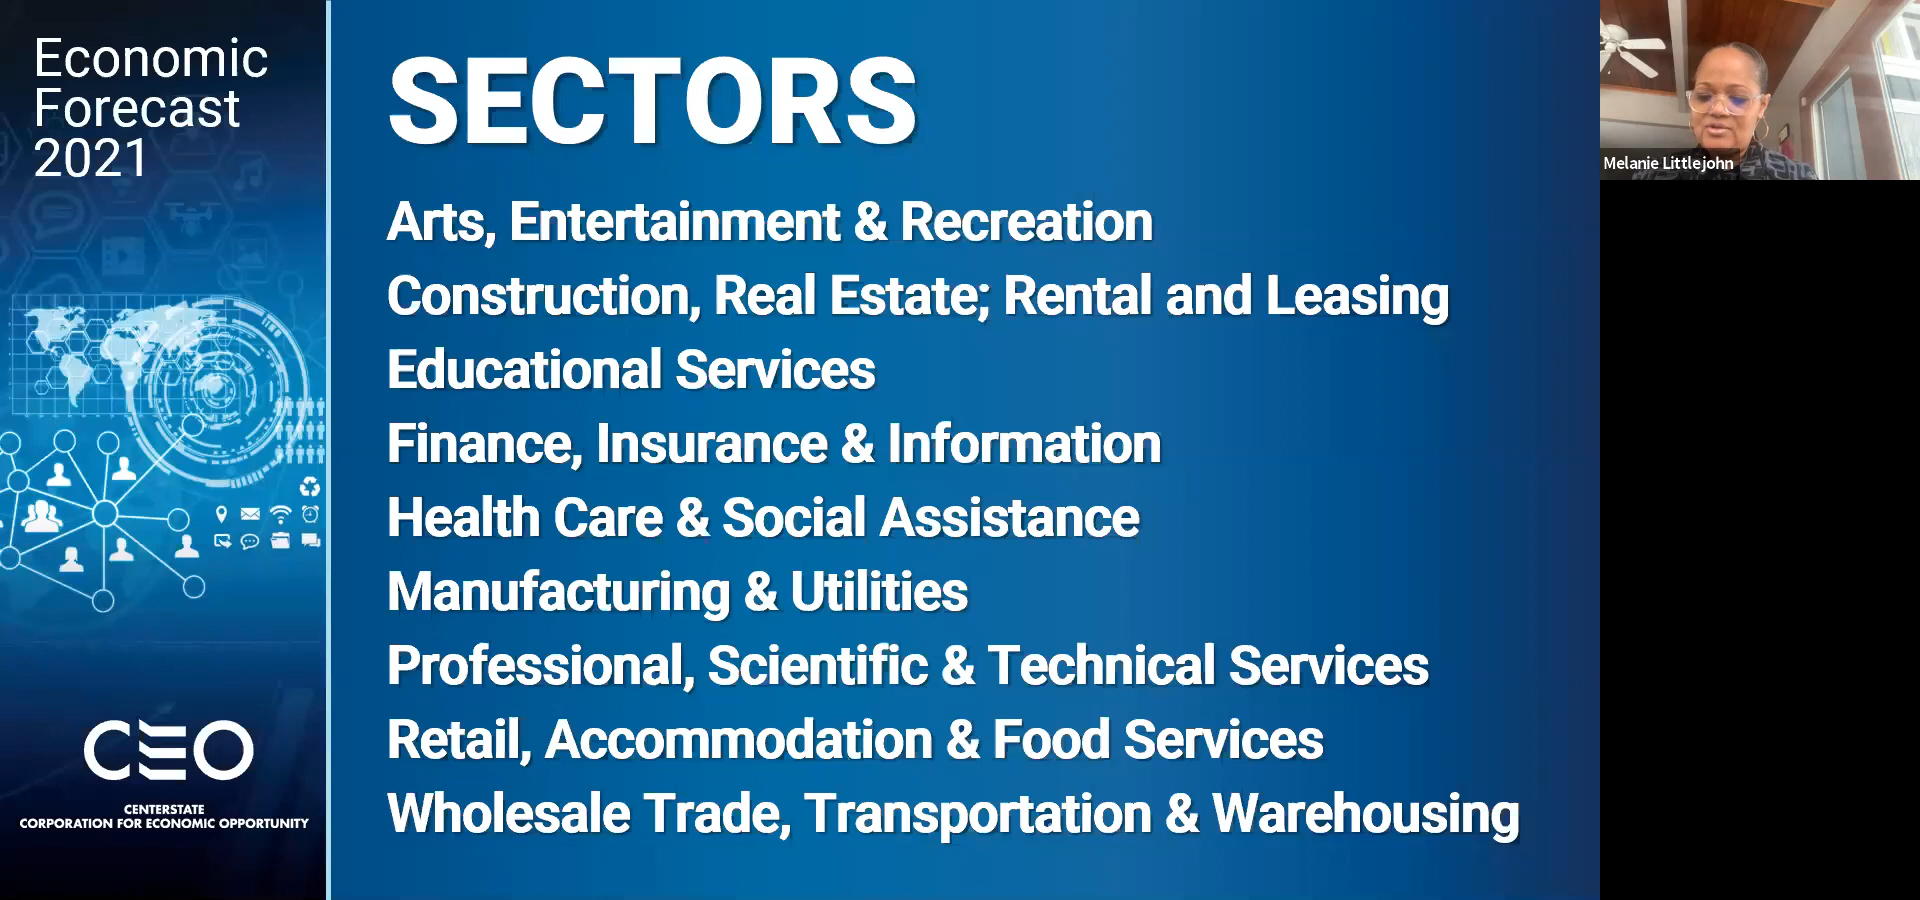 Economic
Forecast
2021
SECTORS
Arts, Entertainment & Recreation
Construction, Real Estate; Rental and Leasing
Educational Services
Finance, Insurance & Information
Health Care & Social Assistance
Manufacturing & Utilities
Professional, Scientific & Technical Services
Retail, Accommodation & Food Services
Wholesale Trade, Transportation & Warehousing
CEO
CENTERSTATE
CORPORATION FOR ECONOMIC OPPORTUNITY
Melanie Littlejohn